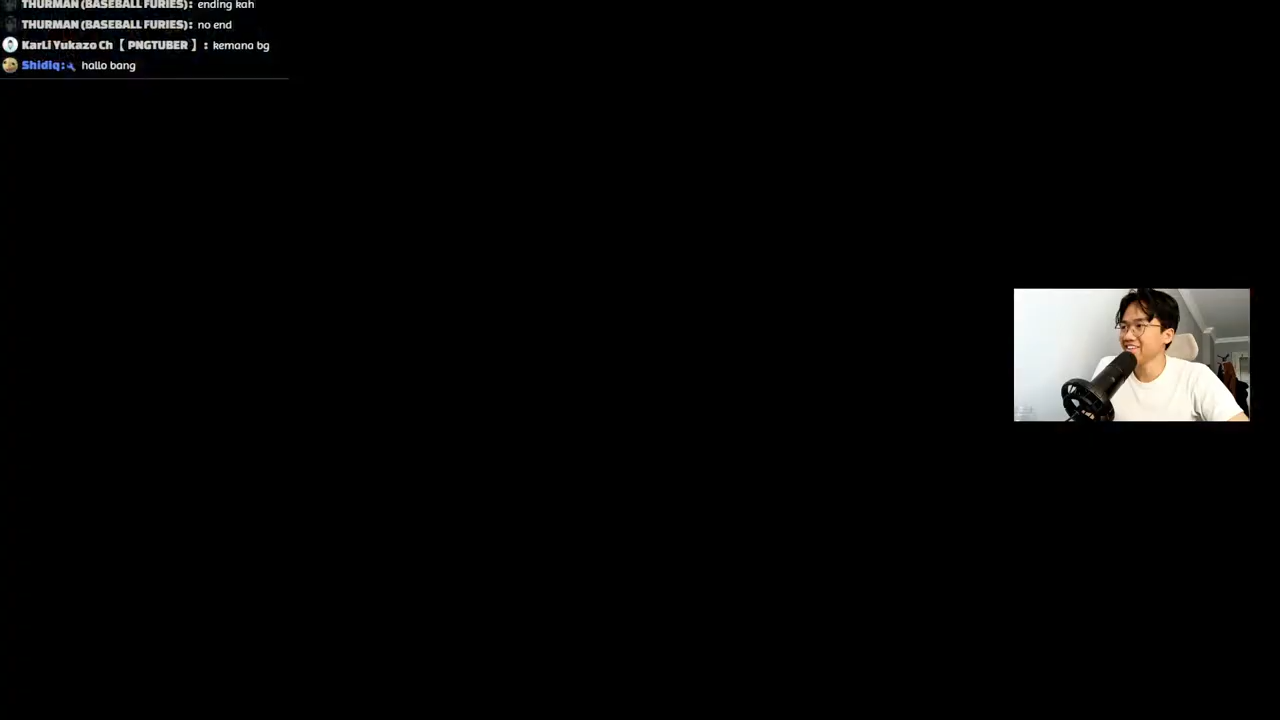 THURMAN (BASEBALL FURIES): ending kah
THURMAN (BASEBALL FURIES): no end
KarLi Yukazo Ch【 PNGTUBER 】: kemana bg
Shidiq: hallo bang